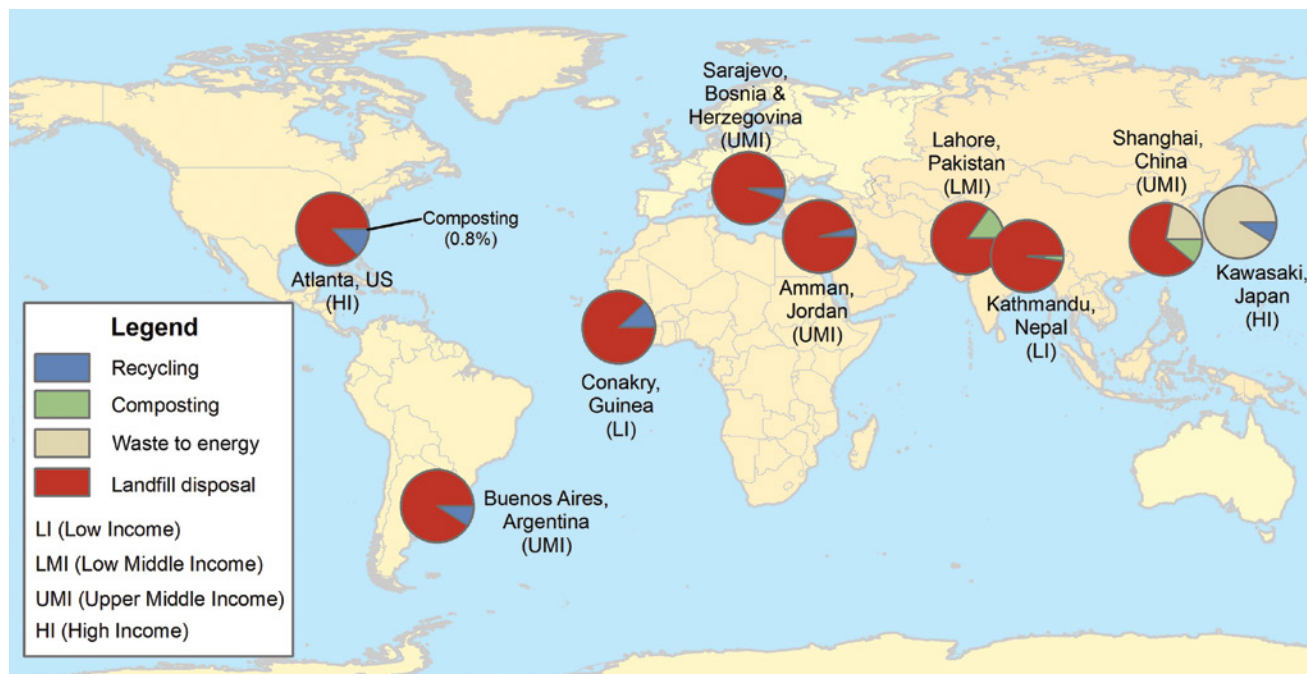 Sarajevo,
Bosnia &
Herzegovina
(UMI)
Lahore,
Pakistan
(LMI)
Shanghai,
China
(UMI)
Composting
(0.8%)
Atlanta, US
(HI)
Amman,
Jordan
(UMI)
Kathmandu,
Nepal
(LI)
Kawasaki,
Japan
(HI)
Conakry,
Guinea
(LI)
Buenos Aires,
Argentina
(UMI)
Legend
Recycling
Composting
Waste to energy
Landfill disposal
LI (Low Income)
LMI (Low Middle Income)
UMI (Upper Middle Income)
HI (High Income)